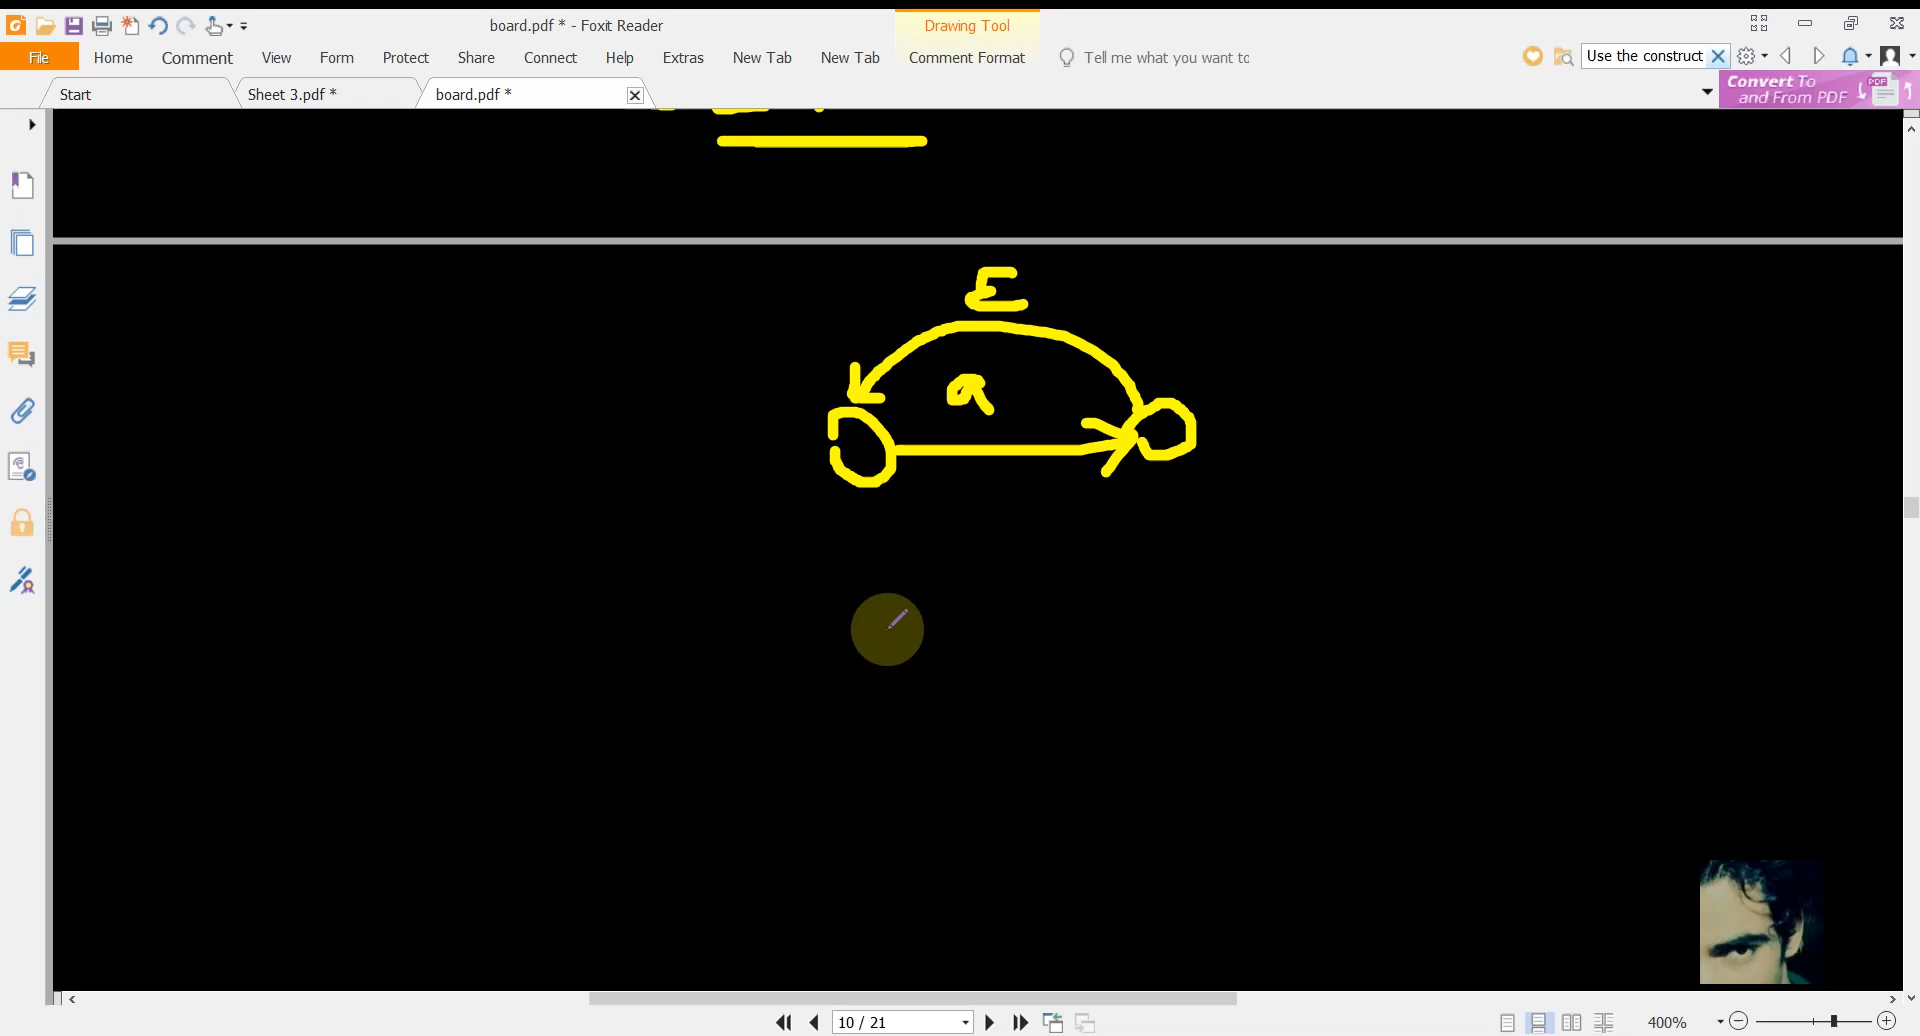 board.pdf * - Foxit Reader
Drawing Tool
File Home Comment View Form Protect Share Connect Help Extras New Tab New Tab Comment Format Tell me what you want to Use the construct
Start Sheet 3.pdf * board.pdf *
Convert To
and From PDF
PDF
ε
a
10 / 21
400%